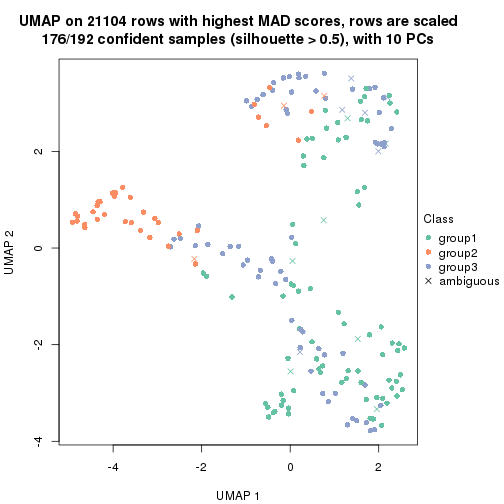 UMAP on 21104 rows with highest MAD scores, rows are scaled
176/192 confident samples (silhouette > 0.5), with 10 PCs
2
0
-2
-4
UMAP 2
-4
-2
0
2
UMAP 1
Class
group1
group2
group3
ambiguous